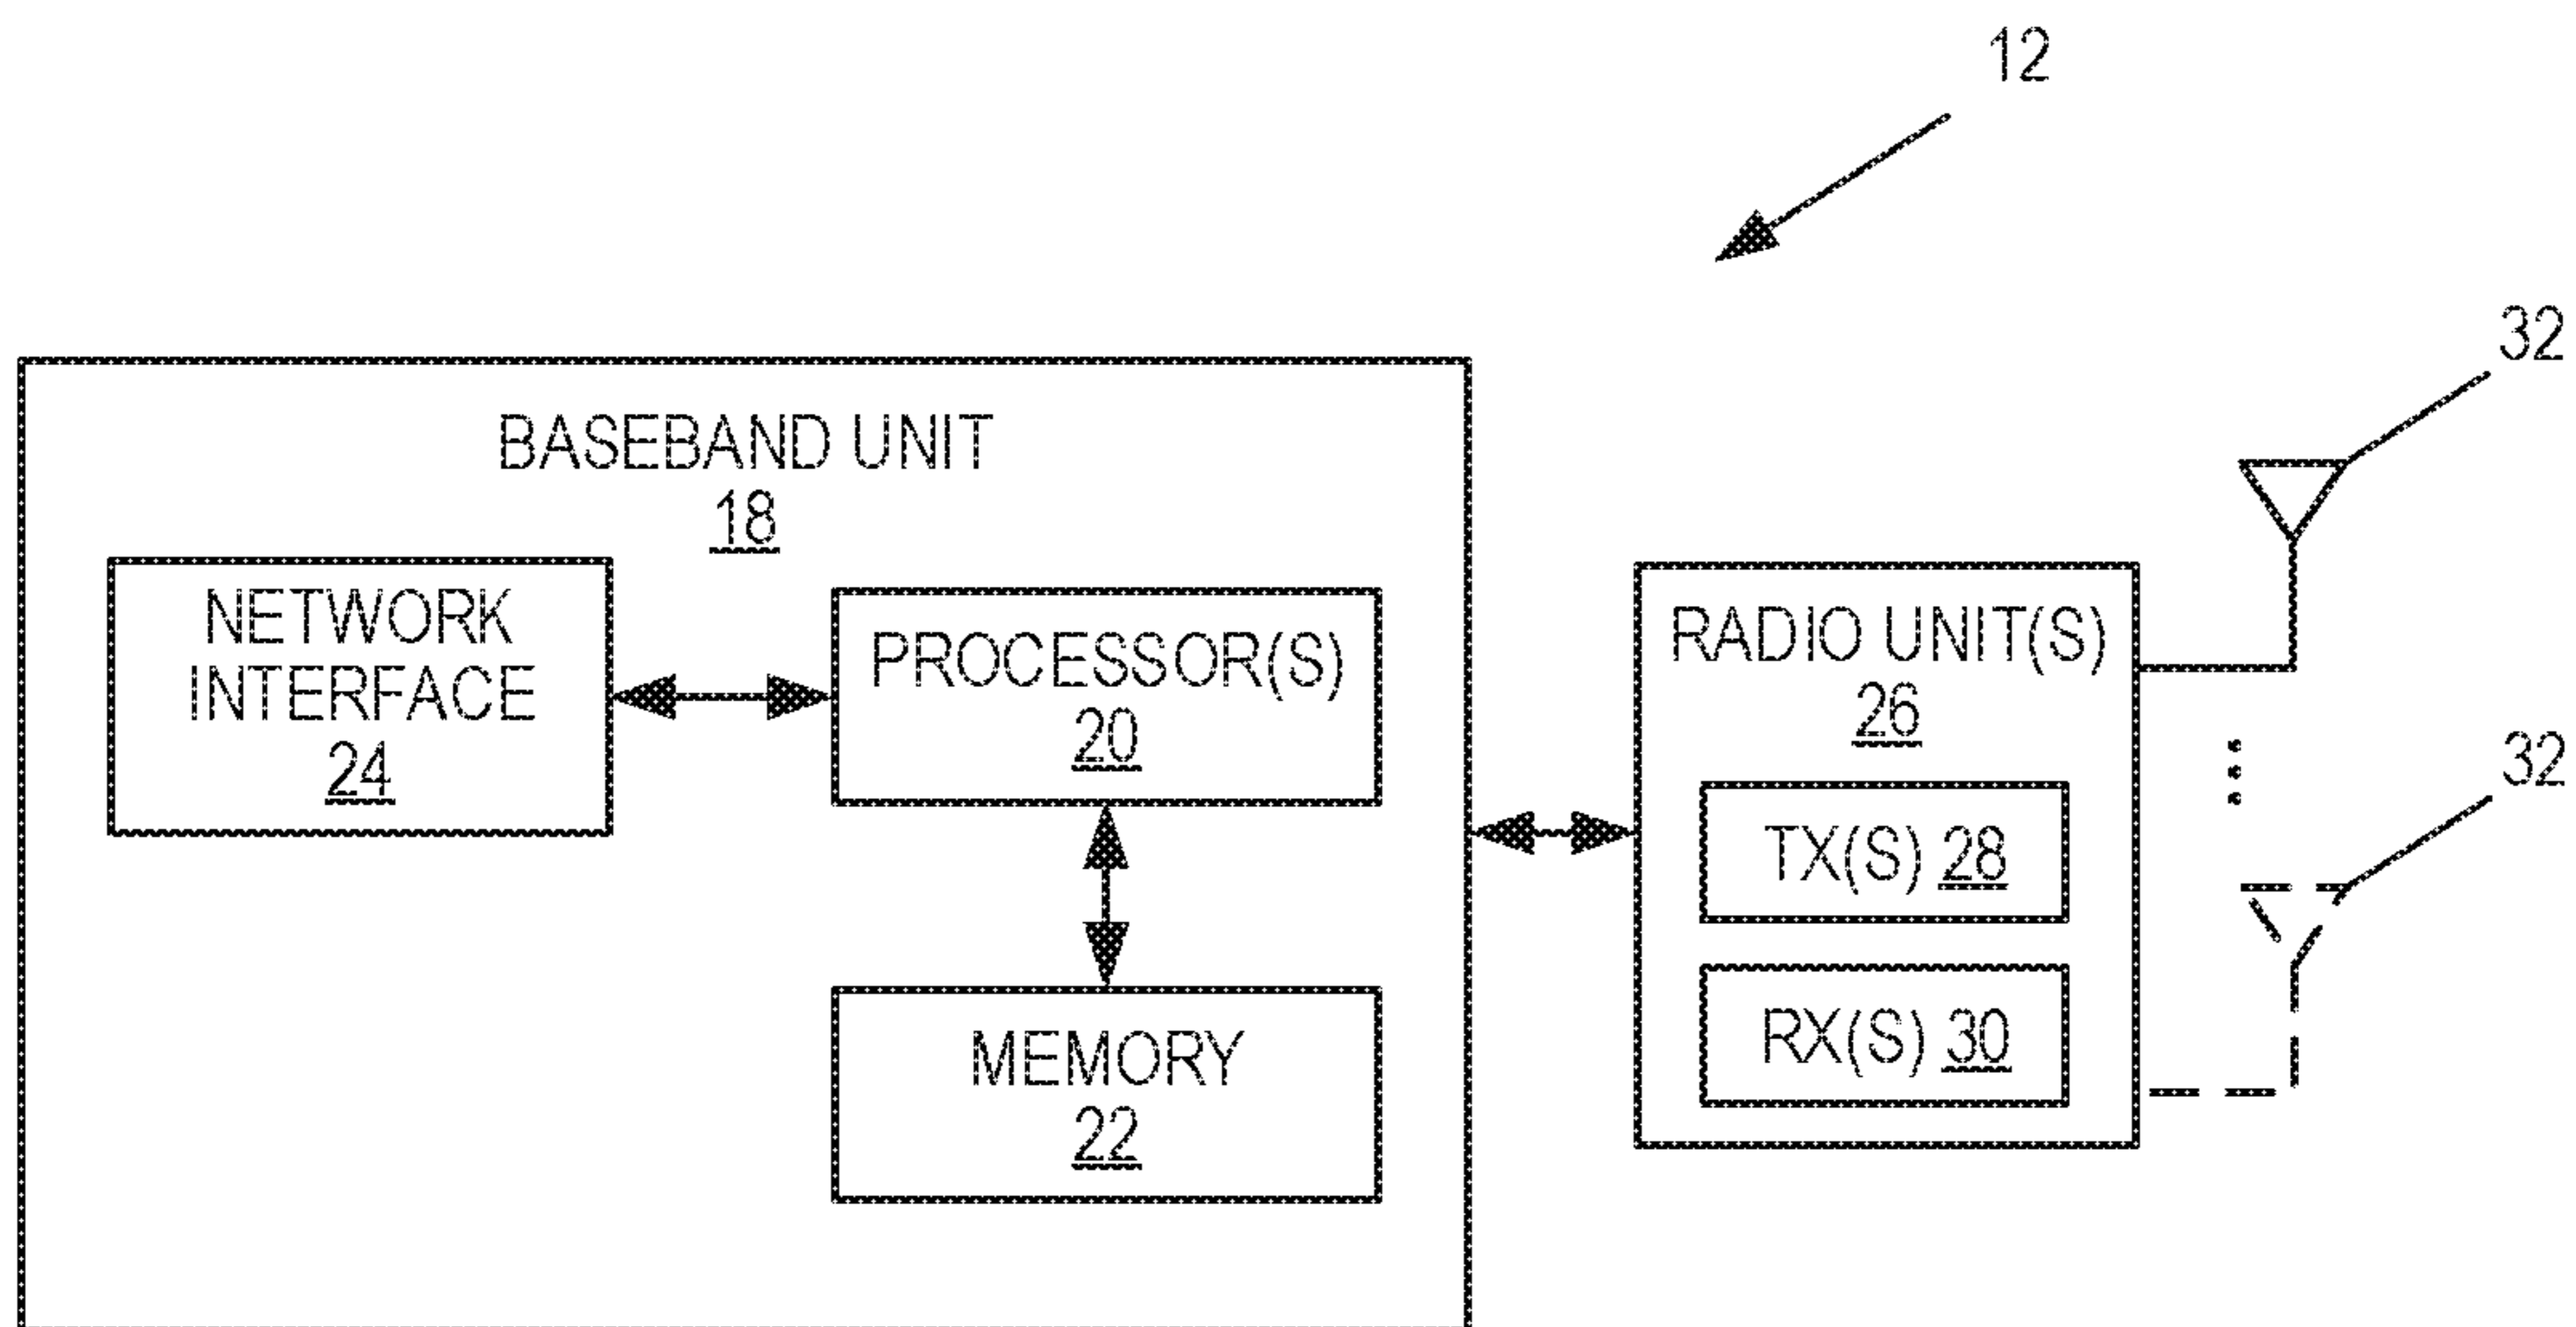 12
32
BASEBAND UNIT
18
NETWORK
INTERFACE
24
PROCESSOR(S)
20
MEMORY
22
RADIO UNIT(S)
26
TX(S) 28
RX(S) 30
32